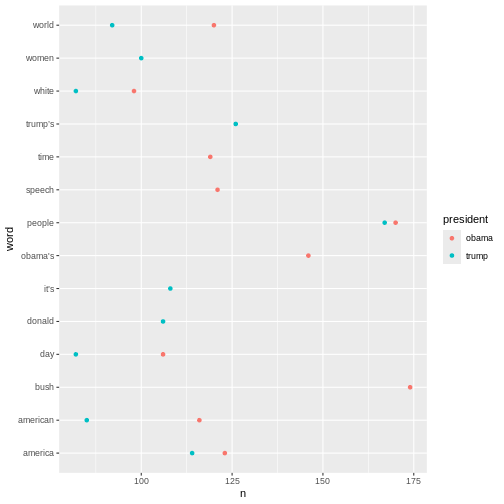 world
women
white
trump's
time
speech
people
obama's
it's
donald
day
bush
american
america
word
100
125
150
175
n
president
obama
trump